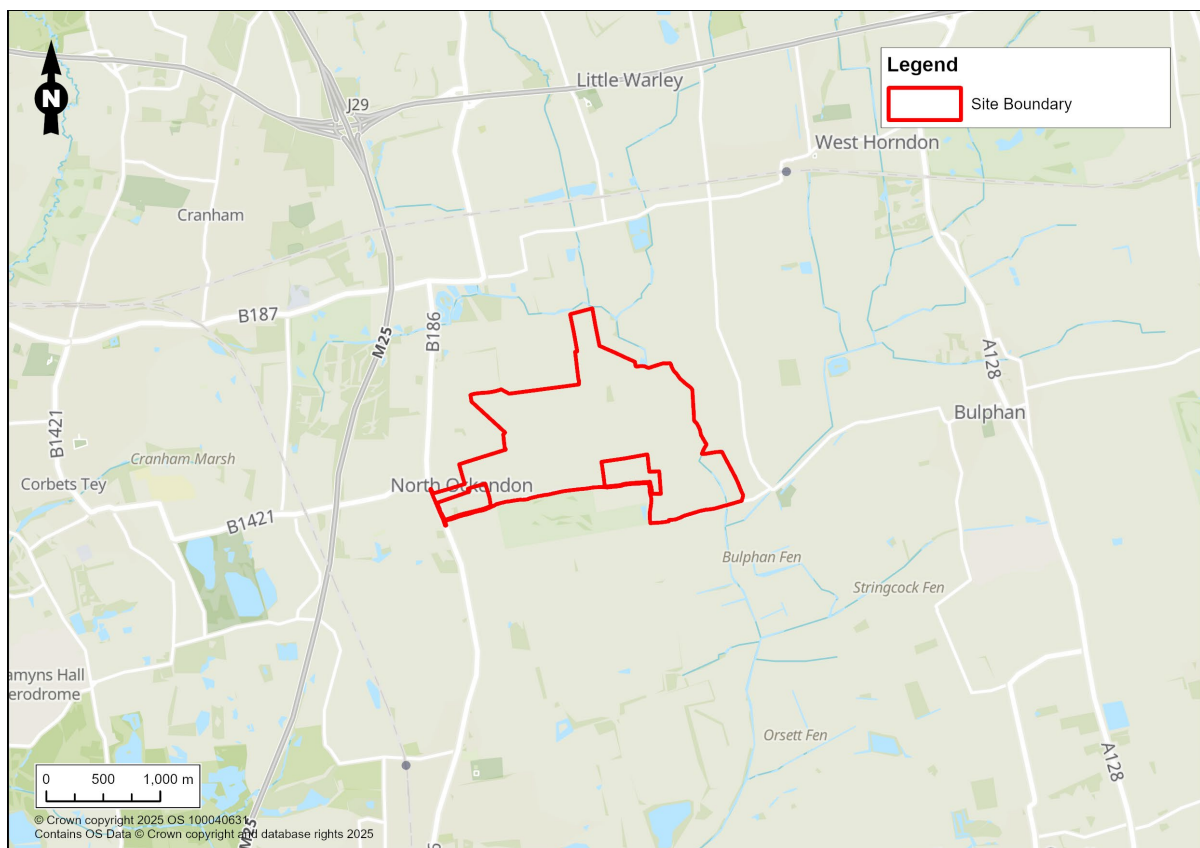 Little Warley
Legend
Site Boundary
N
J29
West Horndon
Cranham
B187
B186
M25
A128
B1421
Bulphan
Cranham Marsh
Corbets Tey
North Ockendon
B1421
Bulphan Fen
Stringcock Fen
amyns Hall
erodrome
Orsett Fen
A128
0 500 1,000 m
© Crown copyright 2025 OS 100040631
Contains OS Data © Crown copyright and database rights 2025
M25